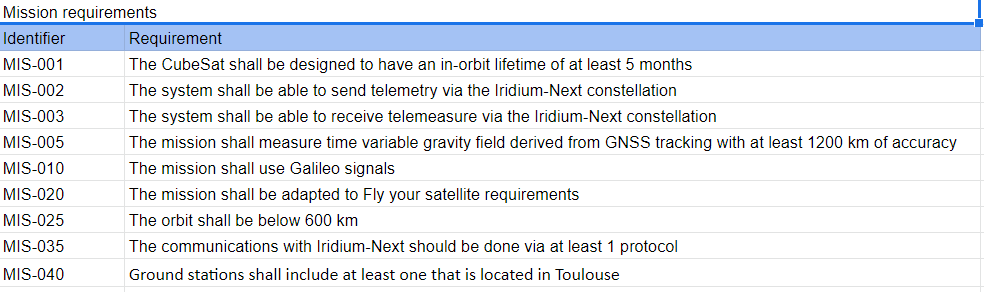 Mission requirements
Identifier Requirement
MIS-001 The CubeSat shall be designed to have an in-orbit lifetime of at least 5 months
MIS-002 The system shall be able to send telemetry via the Iridium-Next constellation
MIS-003 The system shall be able to receive telemeasure via the Iridium-Next constellation
MIS-005 The mission shall measure time variable gravity field derived from GNSS tracking with at least 1200 km of accuracy
MIS-010 The mission shall use Galileo signals
MIS-020 The mission shall be adapted to Fly your satellite requirements
MIS-025 The orbit shall be below 600 km
MIS-035 The communications with Iridium-Next should be done via at least 1 protocol
MIS-040 Ground stations shall include at least one that is located in Toulouse